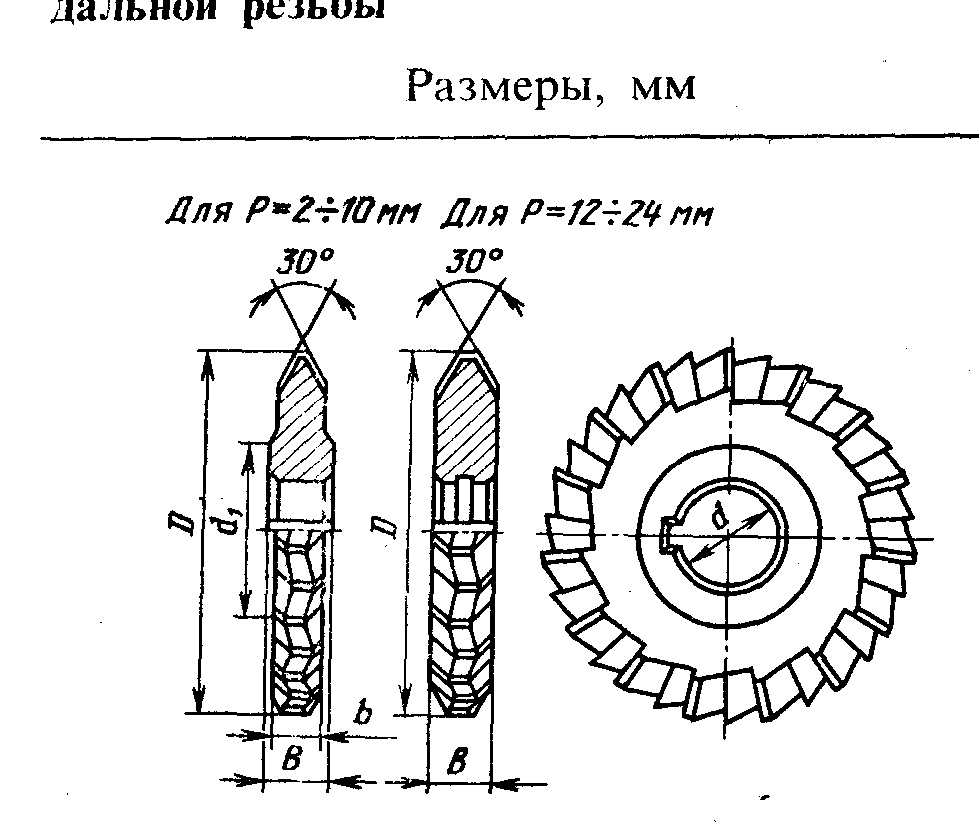 дальной резьбы
Размеры, мм
Для P=2÷10 мм Для P=12÷24 мм
30° 30°
D d₁ D d
b
B B